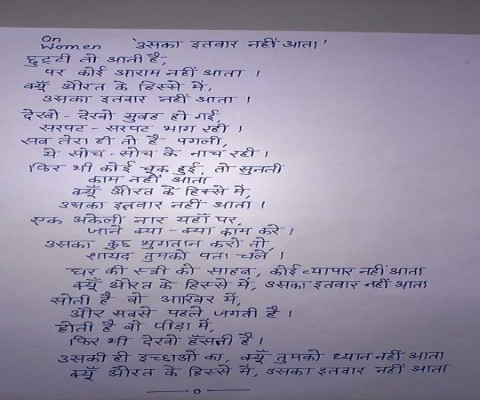 On
Women 'उसका इतवार नहीं आता'
छुट्टी तो आती है,
पर कोई आराम नहीं आता ।
क्यूँ औरत के हिस्से में,
उसका इतवार नहीं आता ।
देखो - देखो सुबह हो गई,
सरपट - सरपट भाग रही ।
सब तेरा ही तो है पगली,
ये सोच - सोच के नाच रही ।
फिर भी कोई चूक हुई, तो सुनती
काम नहीं आता
क्यूँ औरत के हिस्से में,
उसका इतवार नहीं आता ।
एक अकेली नार यहाँ पर,
जाने क्या - क्या काम करे ।
उसका कुछ भुगतान करो तो,
शायद तुमको पता चले ।
घर की स्त्री को साहब, कोई व्यापार नहीं आता
क्यूँ औरत के हिस्से में, उसका इतवार नहीं आता
सोती है वो आखिर में,
और सबसे पहले जगती है ।
होती है वो पीड़ा में,
फिर भी देखो हँसती है ।
उसकी ही इच्छाओं का, क्यूँ तुमको ध्यान नहीं आता
क्यूँ औरत के हिस्से में, उसका इतवार नहीं आता